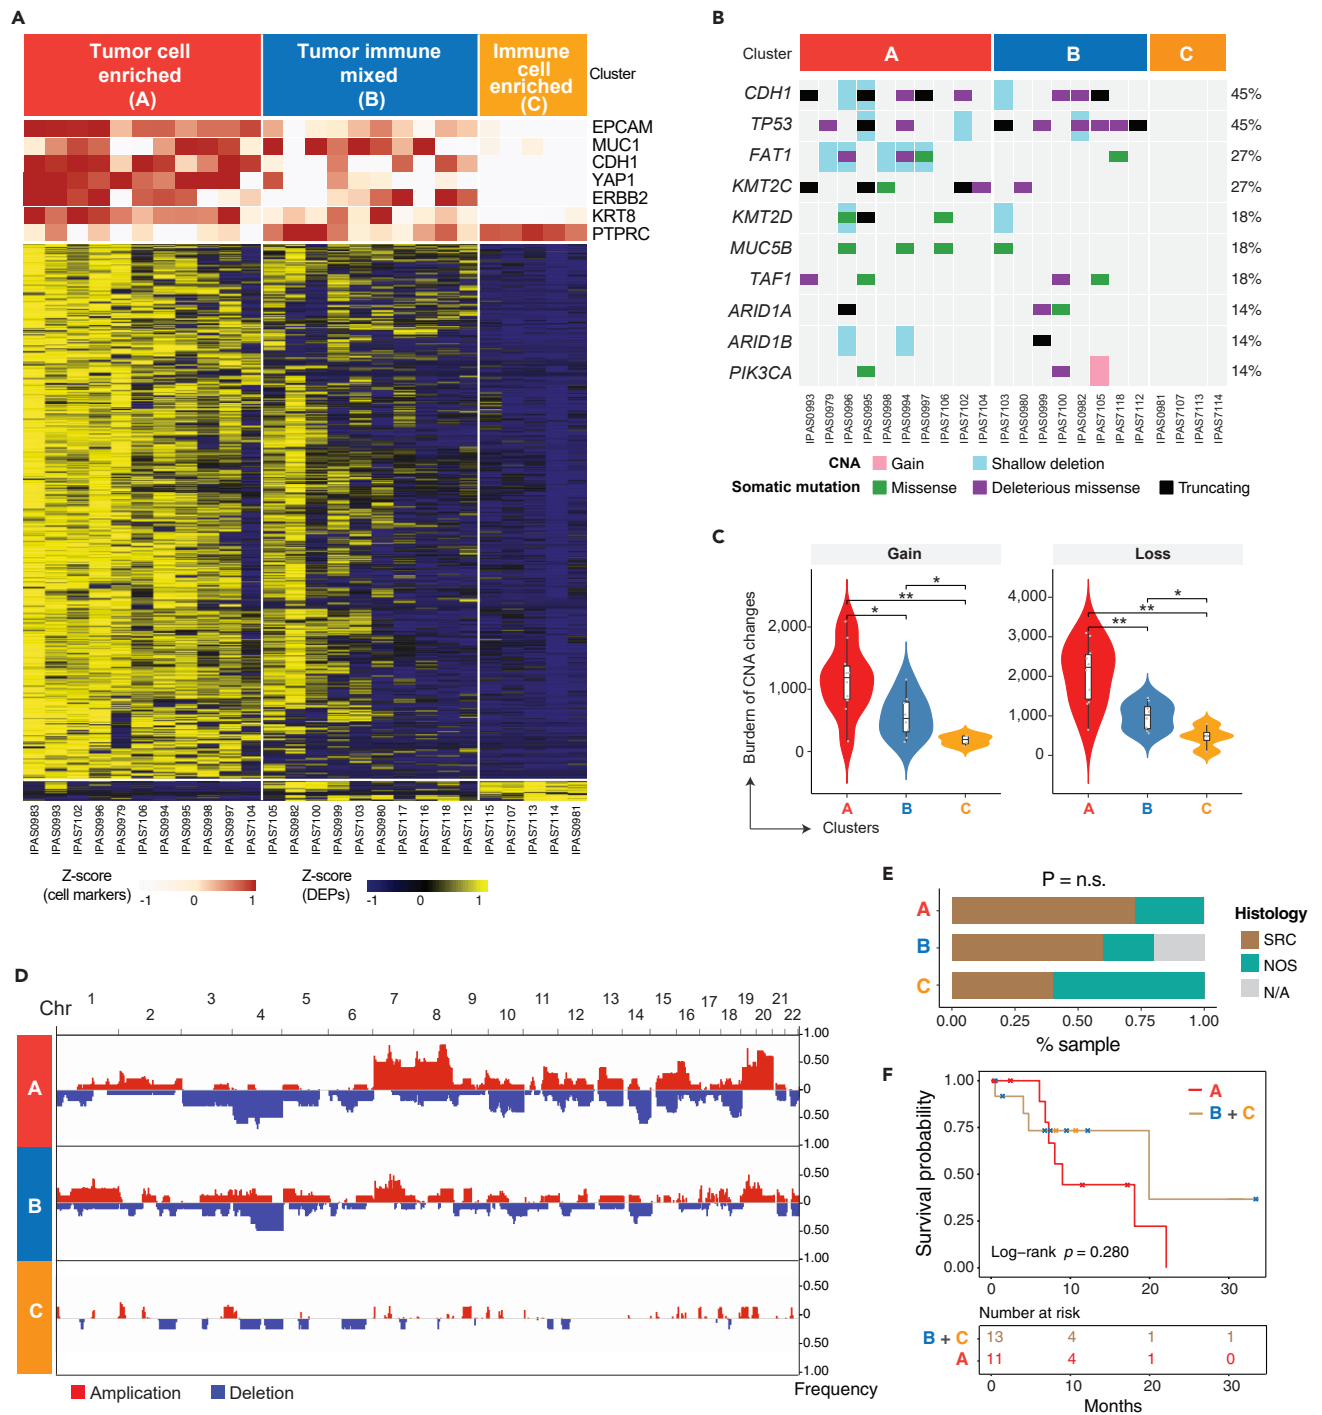 A
Tumor cell
enriched
(A)
Tumor immune
mixed
(B)
Immune
cell
enriched
(C)
Cluster
EPCAM
MUC1
CDH1
YAP1
ERBB2
KRT8
PTPRC
IPAS0983
IPAS0993
IPAS7102
IPAS0996
IPAS0979
IPAS7106
IPAS0994
IPAS0995
IPAS0998
IPAS0997
IPAS7104
IPAS7105
IPAS0982
IPAS7100
IPAS0999
IPAS7103
IPAS0980
IPAS7117
IPAS7116
IPAS7118
IPAS7112
IPAS7115
IPAS7107
IPAS7113
IPAS7114
IPAS0981
Z-score
(cell markers)
-1 0 1
Z-score
(DEPs)
-1 0 1
B
Cluster A B C
CDH1 45%
TP53 45%
FAT1 27%
KMT2C 27%
KMT2D 18%
MUC5B 18%
TAF1 18%
ARID1A 14%
ARID1B 14%
PIK3CA 14%
IPAS0993
IPAS0979
IPAS0996
IPAS0995
IPAS0998
IPAS0994
IPAS0997
IPAS7106
IPAS7102
IPAS7104
IPAS7103
IPAS0980
IPAS0999
IPAS7100
IPAS0982
IPAS7105
IPAS7118
IPAS7112
IPAS0981
IPAS7107
IPAS7113
IPAS7114
CNA Gain Shallow deletion
Somatic mutation Missense Deleterious missense Truncating
C
Gain
Loss
Burdern of CNA changes
2,000
1,000
0
* ** *
A B C
4,000
3,000
2,000
1,000
0
* ** **
A B C
Clusters
D
Chr
1 3 5 7 9 11 13 15 17 19 21
2 4 6 8 10 12 14 16 18 20 22
A
1.00
0.50
0
0.50
1.00
B
0.50
0
0.50
1.00
C
0.50
0
0.50
1.00
Frequency
Amplication Deletion
E
P = n.s.
A
B
C
0.00 0.25 0.50 0.75 1.00
% sample
Histology
SRC
NOS
N/A
F
Survival probability
1.00
0.75
0.50
0.25
0.00
A
B + C
Log−rank p = 0.280
0 10 20 30
Number at risk
B + C 13 4 1 1
A 11 4 1 0
0 10 20 30
Months